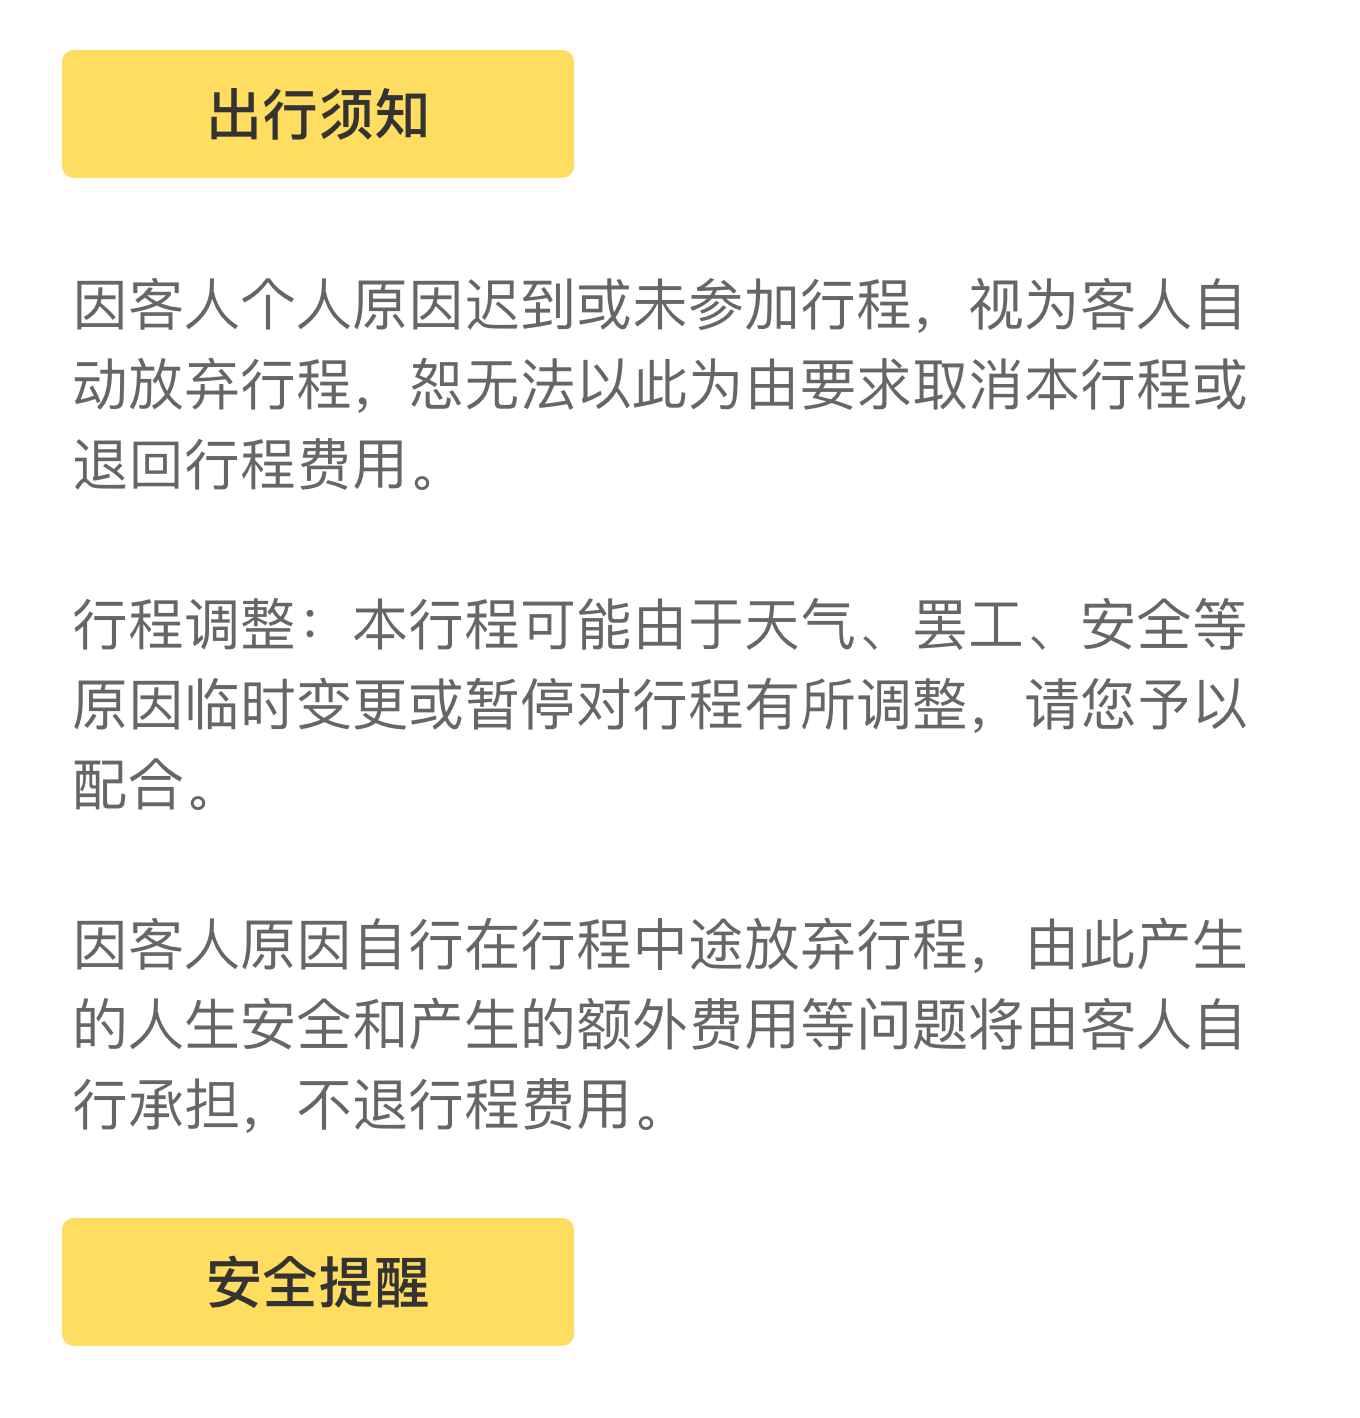 出行须知
因客人个人原因迟到或未参加行程，视为客人自
动放弃行程，恕无法以此为由要求取消本行程或
退回行程费用。
行程调整：本行程可能由于天气、罢工、安全等
原因临时变更或暂停对行程有所调整，请您予以
配合。
因客人原因自行在行程中途放弃行程，由此产生
的人生安全和产生的额外费用等问题将由客人自
行承担，不退行程费用。
安全提醒